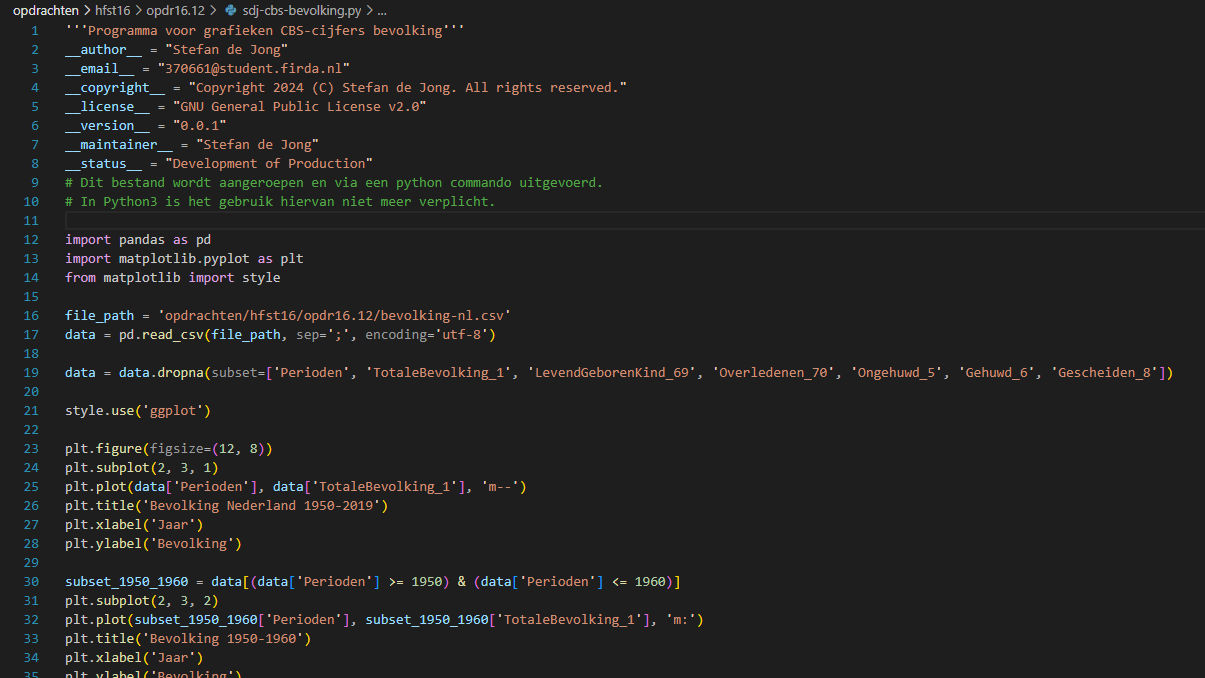 opdrachten > hfst16 > opdr16.12 > sdj-cbs-bevolking.py > ...
1 '''Programma voor grafieken CBS-cijfers bevolking'''
2 __author__ = "Stefan de Jong"
3 __email__ = "370661@student.firda.nl"
4 __copyright__ = "Copyright 2024 (C) Stefan de Jong. All rights reserved."
5 __license__ = "GNU General Public License v2.0"
6 __version__ = "0.0.1"
7 __maintainer__ = "Stefan de Jong"
8 __status__ = "Development of Production"
9 # Dit bestand wordt aangeroepen en via een python commando uitgevoerd.
10 # In Python3 is het gebruik hiervan niet meer verplicht.
11
12 import pandas as pd
13 import matplotlib.pyplot as plt
14 from matplotlib import style
15
16 file_path = 'opdrachten/hfst16/opdr16.12/bevolking-nl.csv'
17 data = pd.read_csv(file_path, sep=';', encoding='utf-8')
18
19 data = data.dropna(subset=['Perioden', 'TotaleBevolking_1', 'LevendGeborenKind_69', 'Overledenen_70', 'Ongehuwd_5', 'Gehuwd_6', 'Gescheiden_8'])
20
21 style.use('ggplot')
22
23 plt.figure(figsize=(12, 8))
24 plt.subplot(2, 3, 1)
25 plt.plot(data['Perioden'], data['TotaleBevolking_1'], 'm--')
26 plt.title('Bevolking Nederland 1950-2019')
27 plt.xlabel('Jaar')
28 plt.ylabel('Bevolking')
29
30 subset_1950_1960 = data[(data['Perioden'] >= 1950) & (data['Perioden'] <= 1960)]
31 plt.subplot(2, 3, 2)
32 plt.plot(subset_1950_1960['Perioden'], subset_1950_1960['TotaleBevolking_1'], 'm:')
33 plt.title('Bevolking 1950-1960')
34 plt.xlabel('Jaar')
35 plt.ylabel('Bevolking')